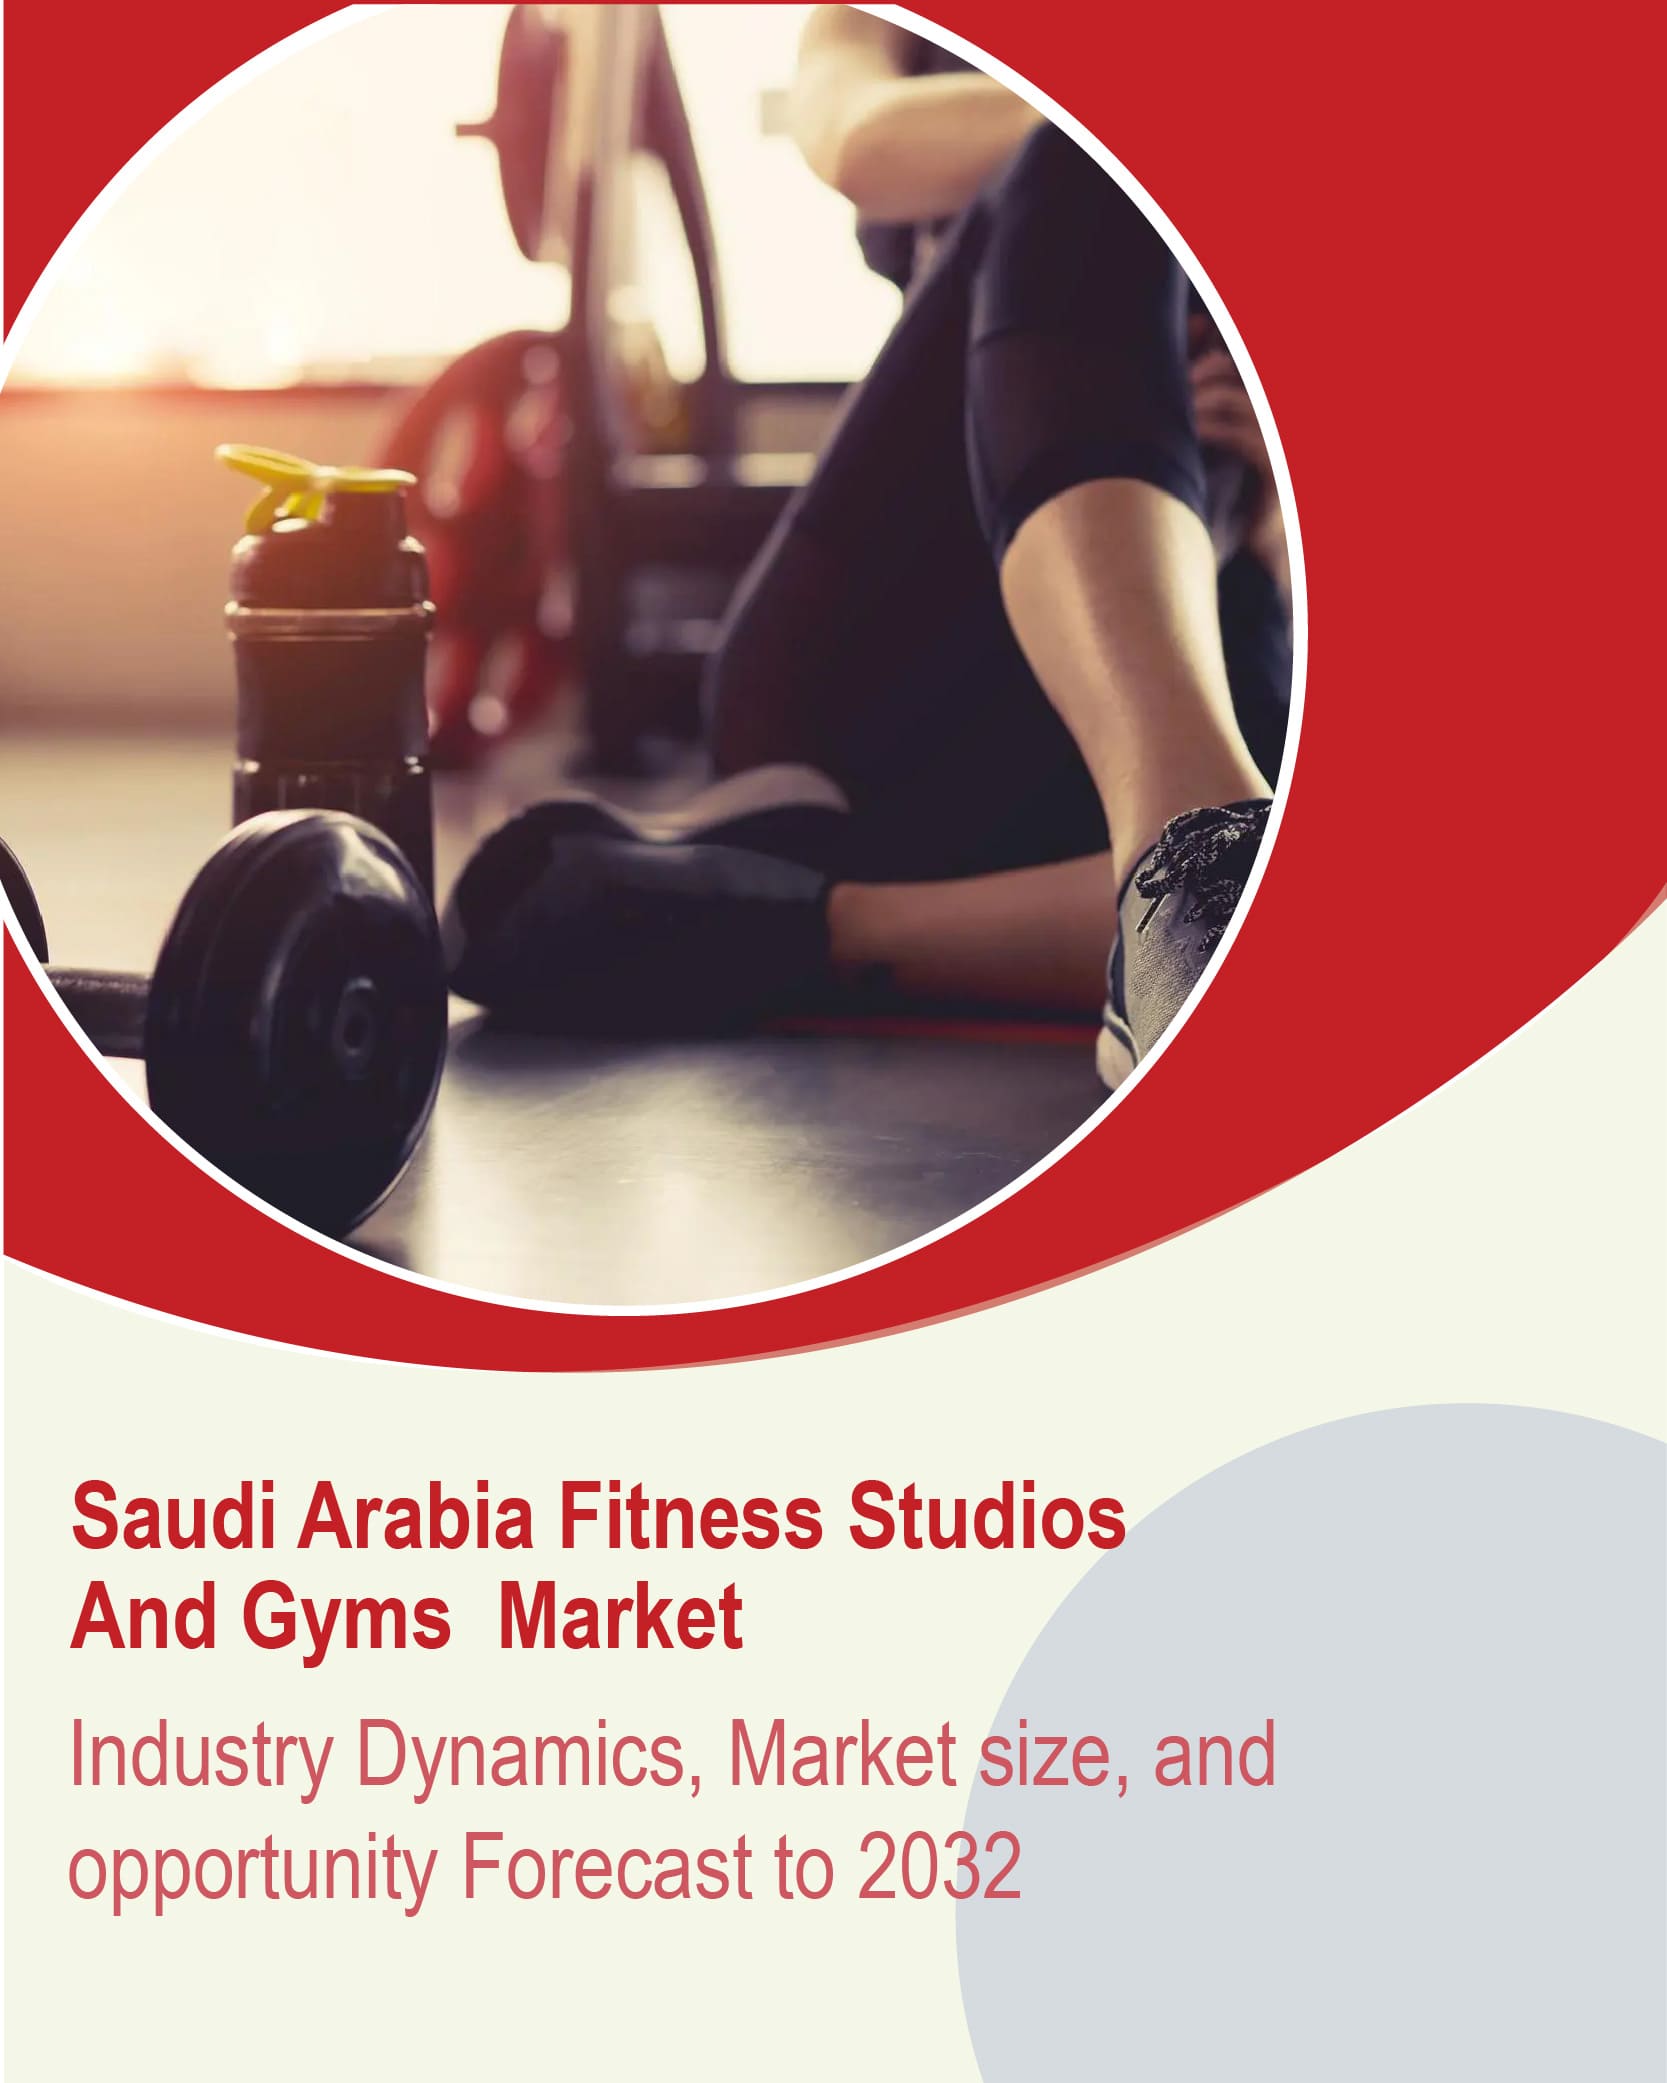 Saudi Arabia Fitness Studios
And Gyms  Market
Industry Dynamics, Market size, and
opportunity Forecast to 2032